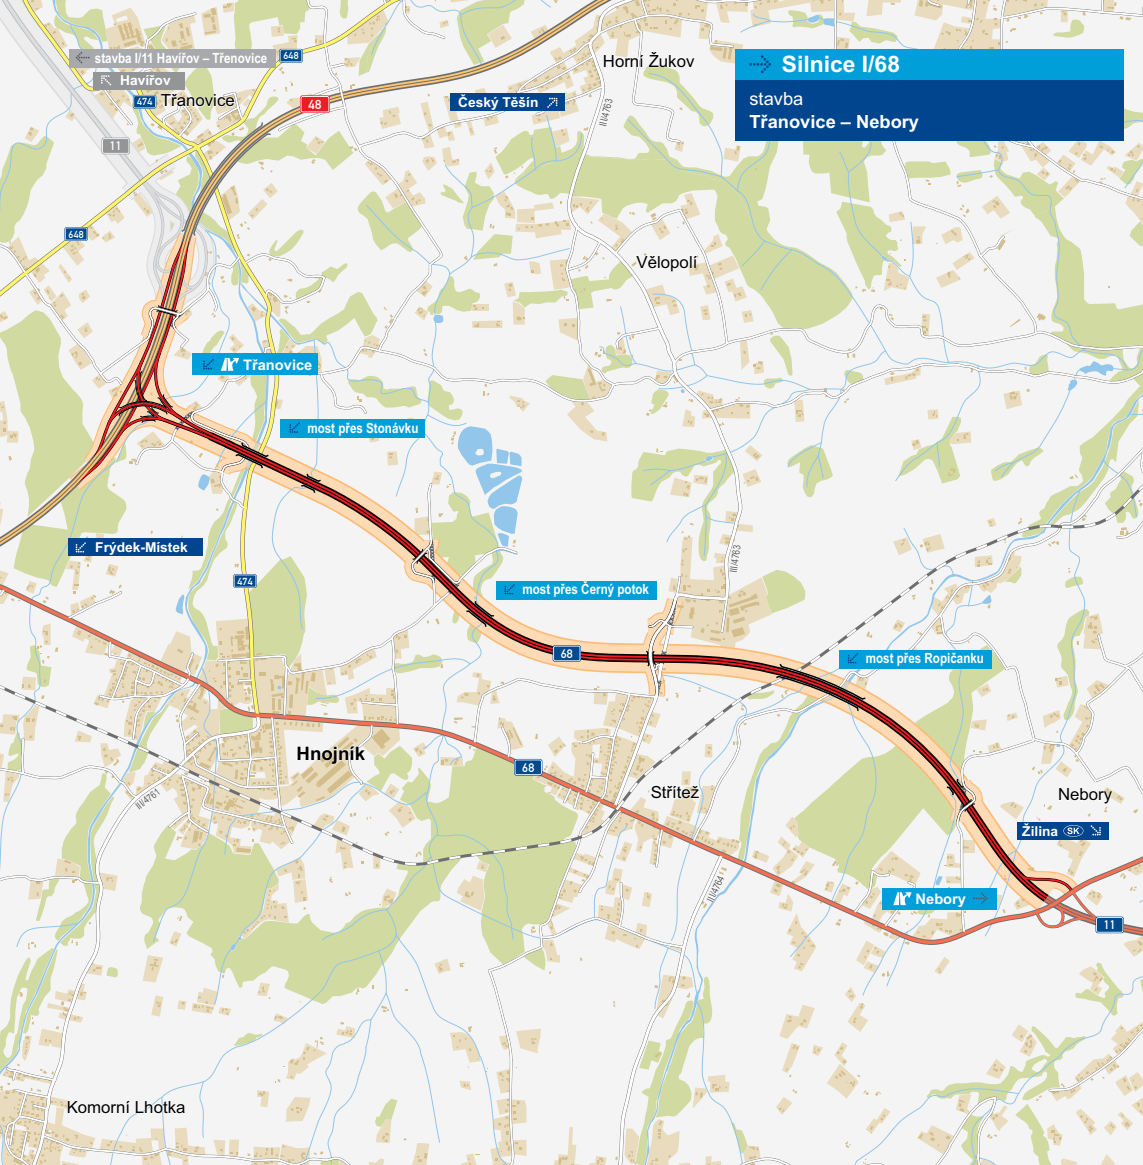 stavba I/11 Havířov – Třenovice
Havířov
648
474
Třanovice
48
Český Těšín
Horní Žukov
III/4763
Silnice I/68
stavba
Třanovice – Nebory
11
648
Vělopolí
Třanovice
most přes Stonávku
Frýdek-Místek
474
most přes Černý potok
III/4763
68
most přes Ropičanku
Hnojník
68
Střítež
III/4761
Nebory
Žilina SK
III/4764
Nebory
11
Komorní Lhotka